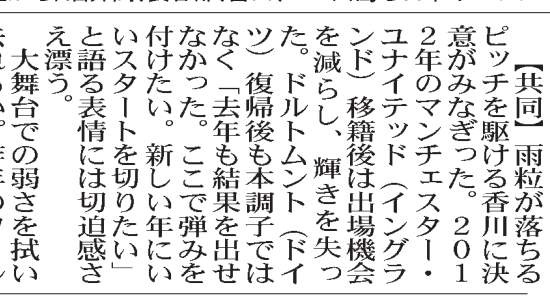 【共同】雨粒が落ちる
ピッチを駆ける香川に決
意がみなぎった。201
2年のマンチェスター・
ユナイテッド（イングラ
ンド）移籍後は出場機会
を減らし、輝きを失っ
た。ドルトムント（ドイ
ツ）復帰後も本調子では
なく「去年も結果を出せ
なかった。ここで弾みを
付けたい。新しい年にい
いスタートを切りたい」
と語る表情には切迫感さ
え漂う。
大舞台での弱さを拭い